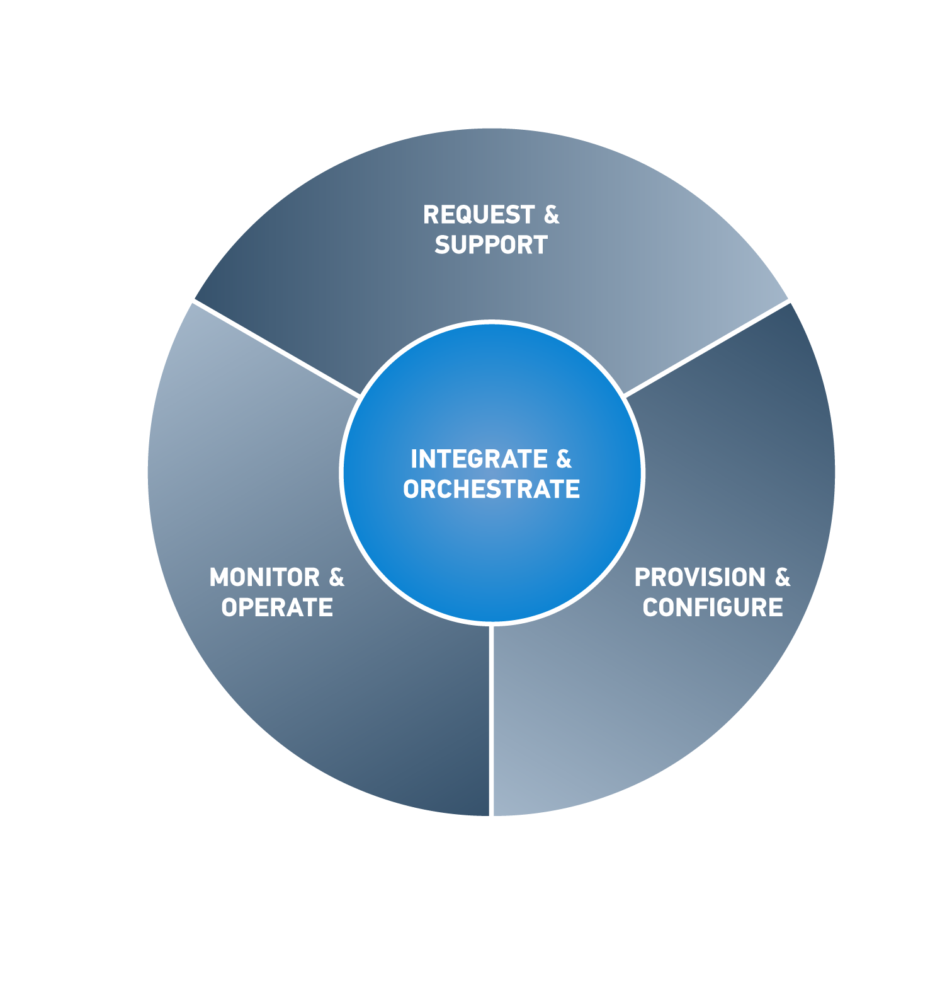 REQUEST &
SUPPORT
INTEGRATE &
ORCHESTRATE
MONITOR &
OPERATE
PROVISION &
CONFIGURE